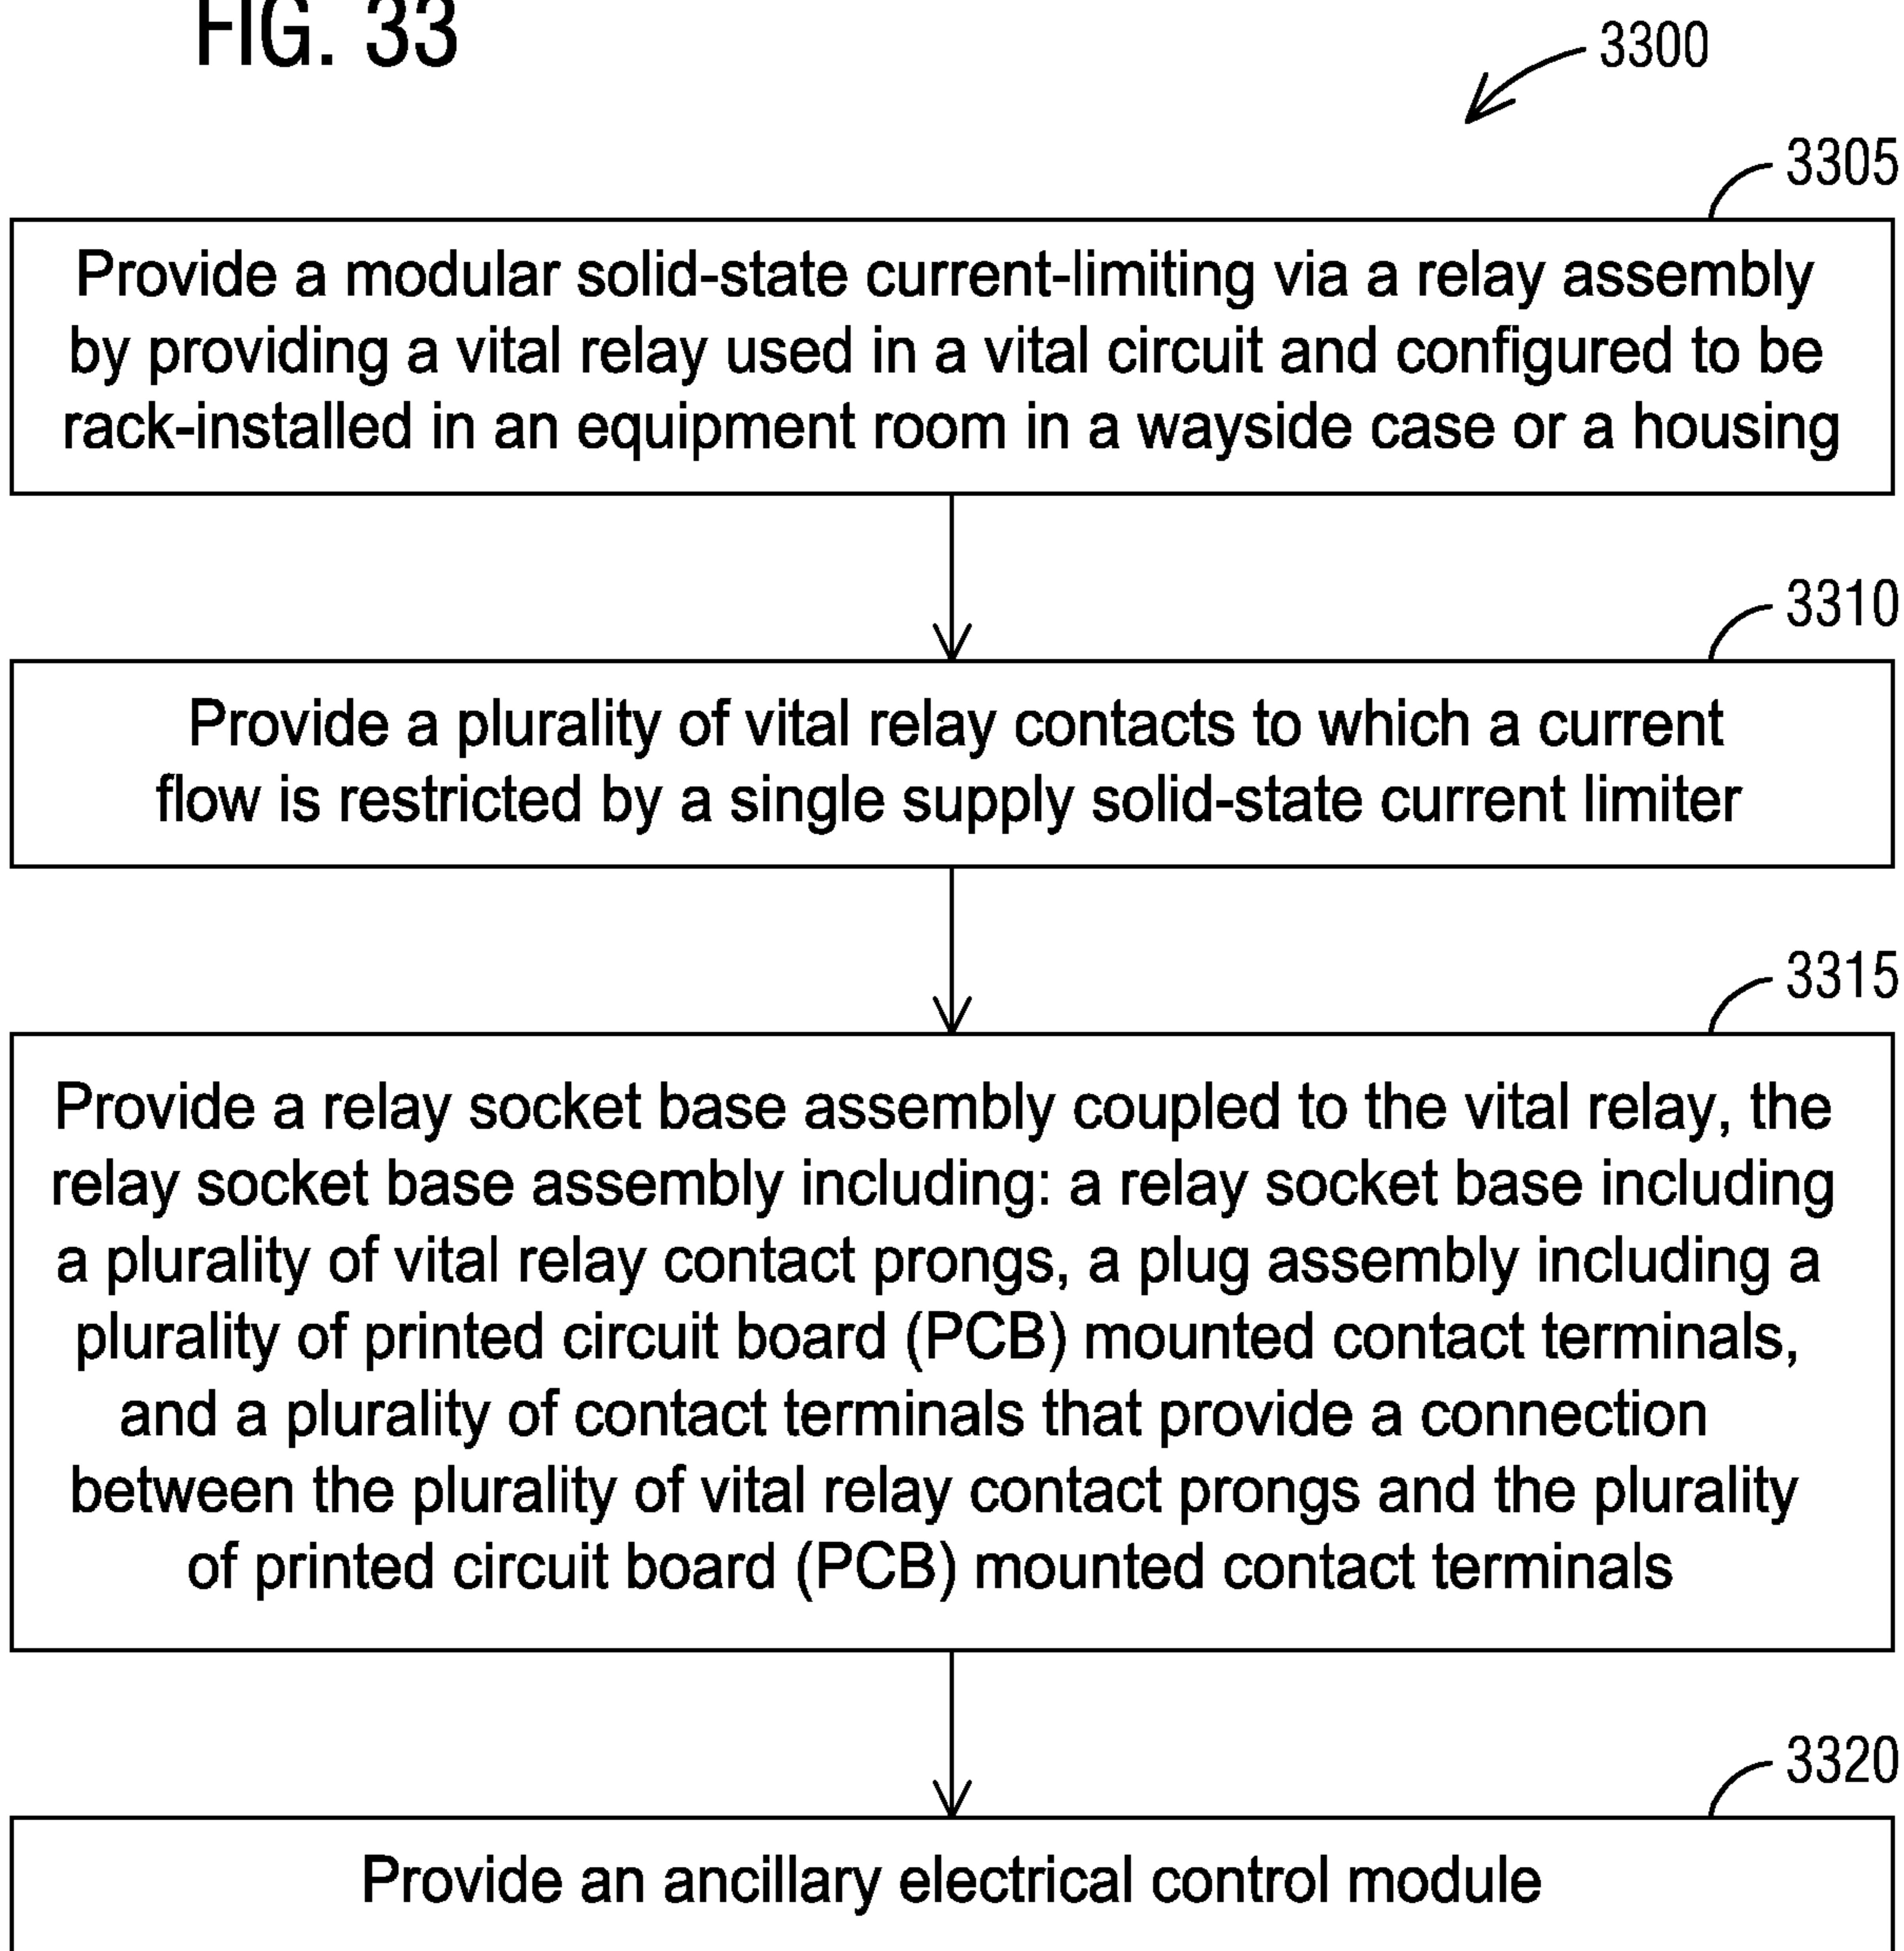 FIG. 33
3300
3305
Provide a modular solid-state current-limiting via a relay assembly
by providing a vital relay used in a vital circuit and configured to be
rack-installed in an equipment room in a wayside case or a housing
3310
Provide a plurality of vital relay contacts to which a current
flow is restricted by a single supply solid-state current limiter
3315
Provide a relay socket base assembly coupled to the vital relay, the
relay socket base assembly including: a relay socket base including
a plurality of vital relay contact prongs, a plug assembly including a
plurality of printed circuit board (PCB) mounted contact terminals,
and a plurality of contact terminals that provide a connection
between the plurality of vital relay contact prongs and the plurality
of printed circuit board (PCB) mounted contact terminals
3320
Provide an ancillary electrical control module